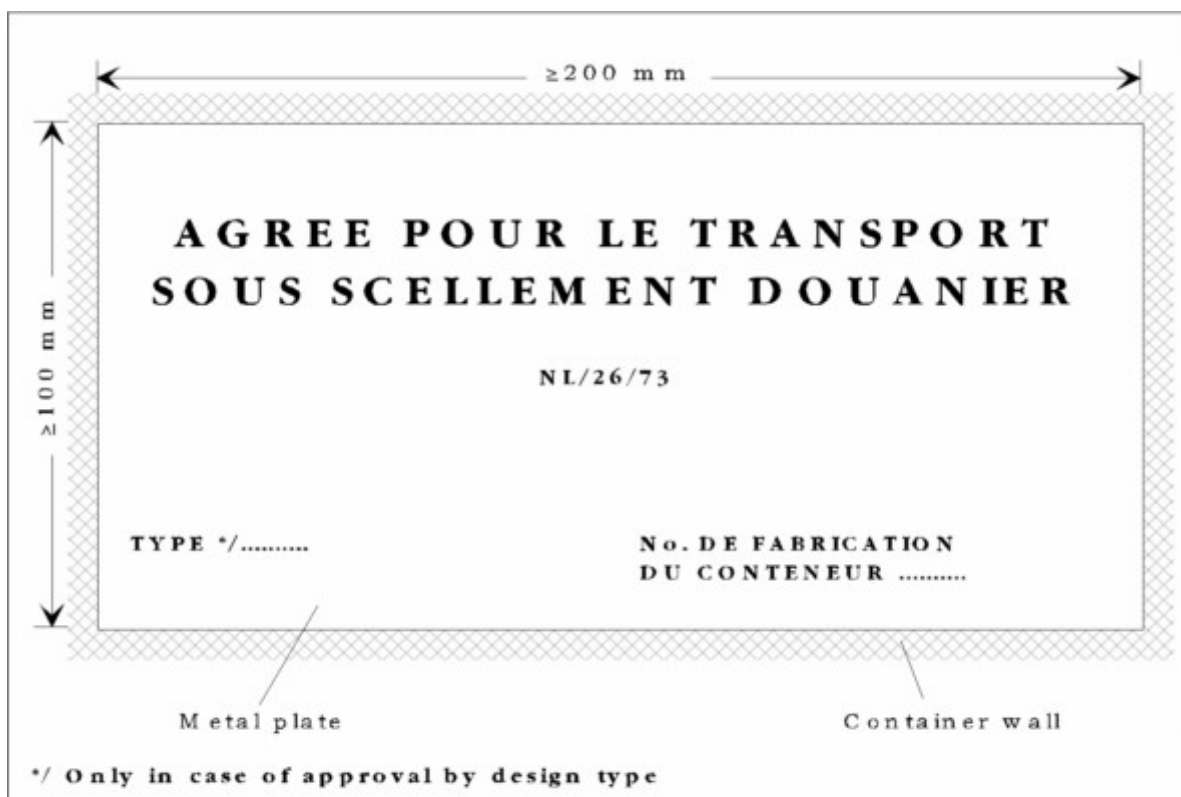 ≥200 mm
≥100 mm
AGREE POUR LE TRANSPORT
SOUS SCELLEMENT DOUANIER
NL/26/73
TYPE */..........
No. DE FABRICATION
DU CONTENEUR ..........
Metal plate
Container wall
*/ Only in case of approval by design type